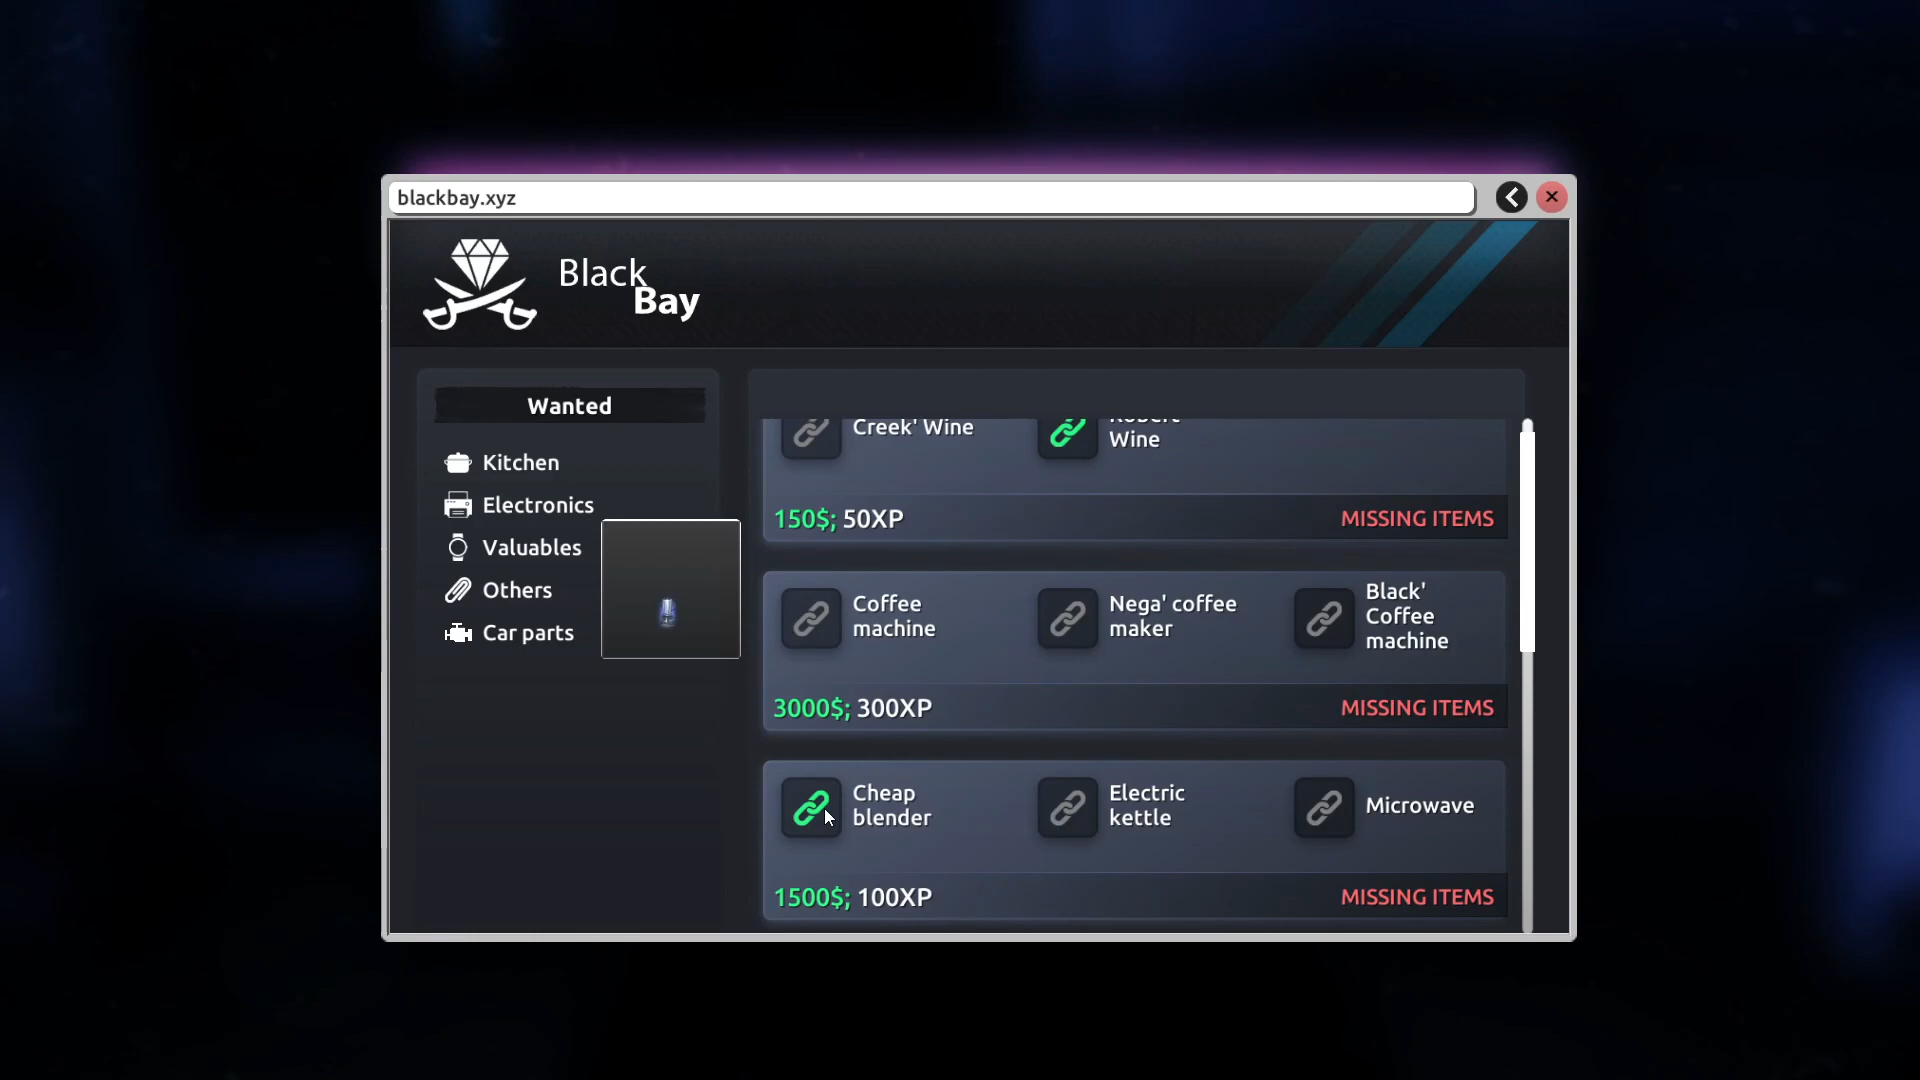 blackbay.xyz
Black
Bay
Wanted
Kitchen
Electronics
Valuables
Others
Car parts
Creek' Wine
Robert'
Wine
150$; 50XP
MISSING ITEMS
Coffee
machine
Nega' coffee
maker
Black'
Coffee
machine
3000$; 300XP
MISSING ITEMS
Cheap
blender
Electric
kettle
Microwave
1500$; 100XP
MISSING ITEMS